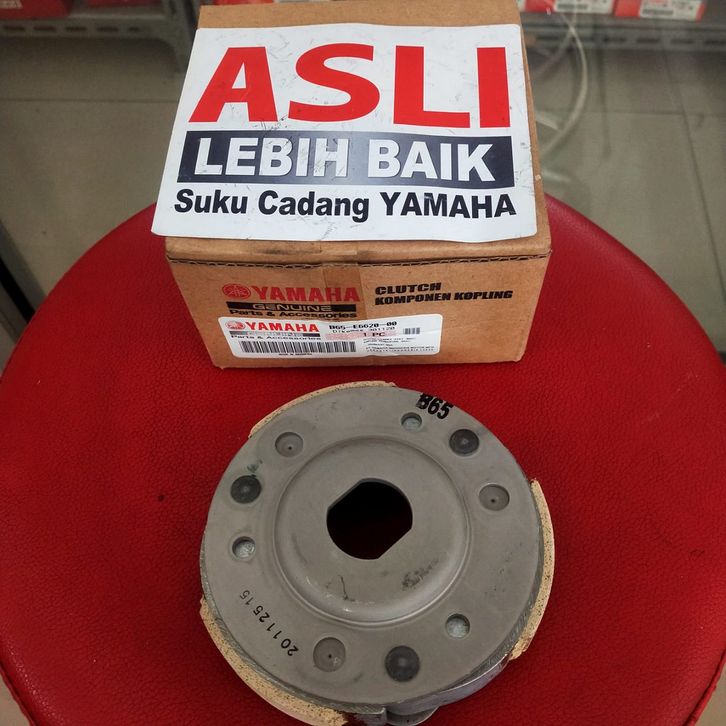 ASLI
LEBIH BAIK
Suku Cadang YAMAHA
YAMAHA
GENUINE
Parts & Accessories
CLUTCH
KOMPONEN KOPLING
YAMAHA
GENUINE
Parts & Accessories
B65-E6620-00
1 PC
B65
20112515